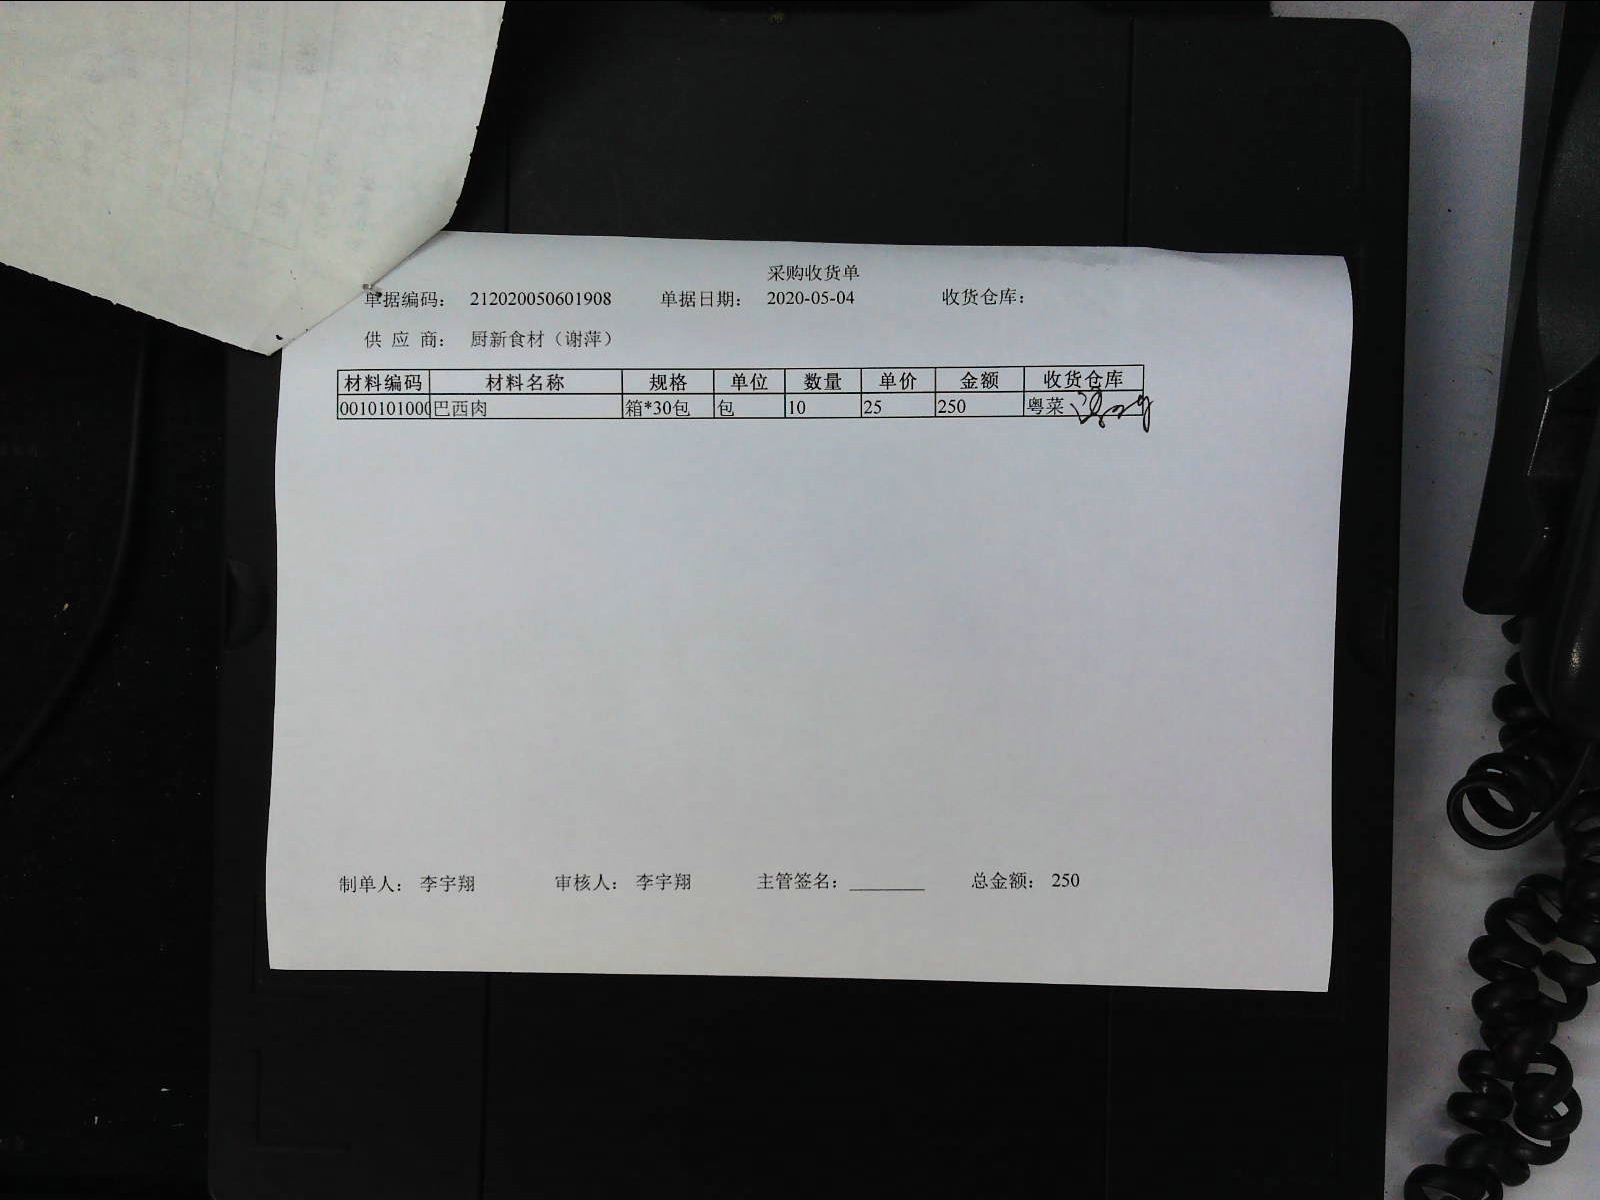 采购收货单
单据编码： 212020050601908 单据日期： 2020-05-04 收货仓库：
供 应 商： 厨新食材（谢萍）
材料编码 材料名称 规格 单位 数量 单价 金额 收货仓库
0010101000 巴西肉 箱*30包 包 10 25 250 粤菜
制单人： 李宇翔 审核人： 李宇翔 主管签名：________ 总金额： 250